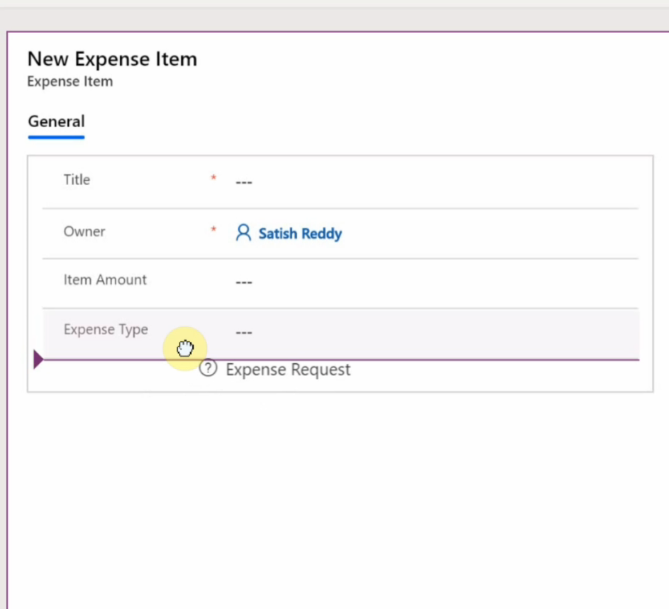 New Expense Item
Expense Item
General
Title * ---
Owner * Satish Reddy
Item Amount ---
Expense Type ---
? Expense Request